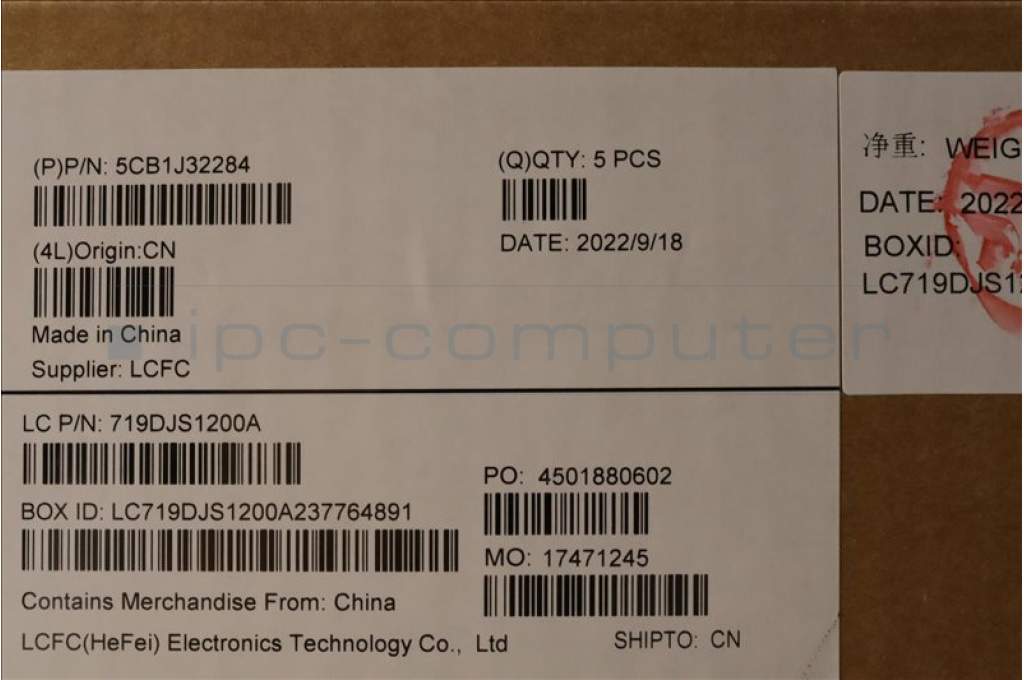 (P)P/N: 5CB1J32284
(Q)QTY: 5 PCS
(4L)Origin:CN
DATE: 2022/9/18
Made in China
Supplier: LCFC
ipc-computer
LC P/N: 719DJS1200A
PO: 4501880602
BOX ID: LC719DJS1200A237764891
MO: 17471245
Contains Merchandise From: China
LCFC(HeFei) Electronics Technology Co., Ltd
SHIPTO: CN
净重: WEIG
DATE: 2022
BOXID:
LC719DJS12